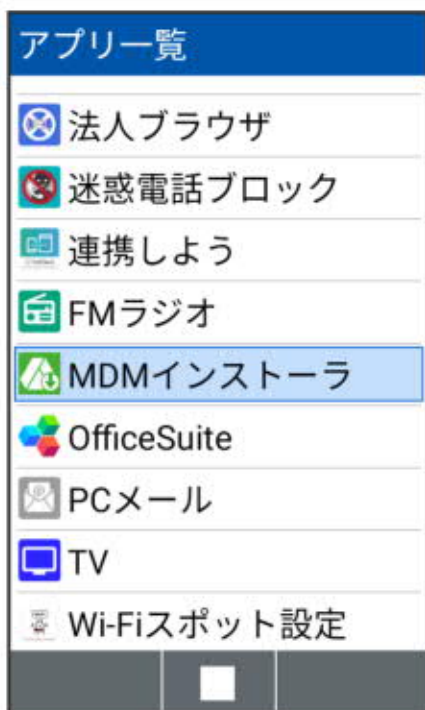 アプリ一覧
法人ブラウザ
迷惑電話ブロック
連携しよう
FMラジオ
MDMインストーラ
OfficeSuite
PCメール
TV
Wi-Fiスポット設定